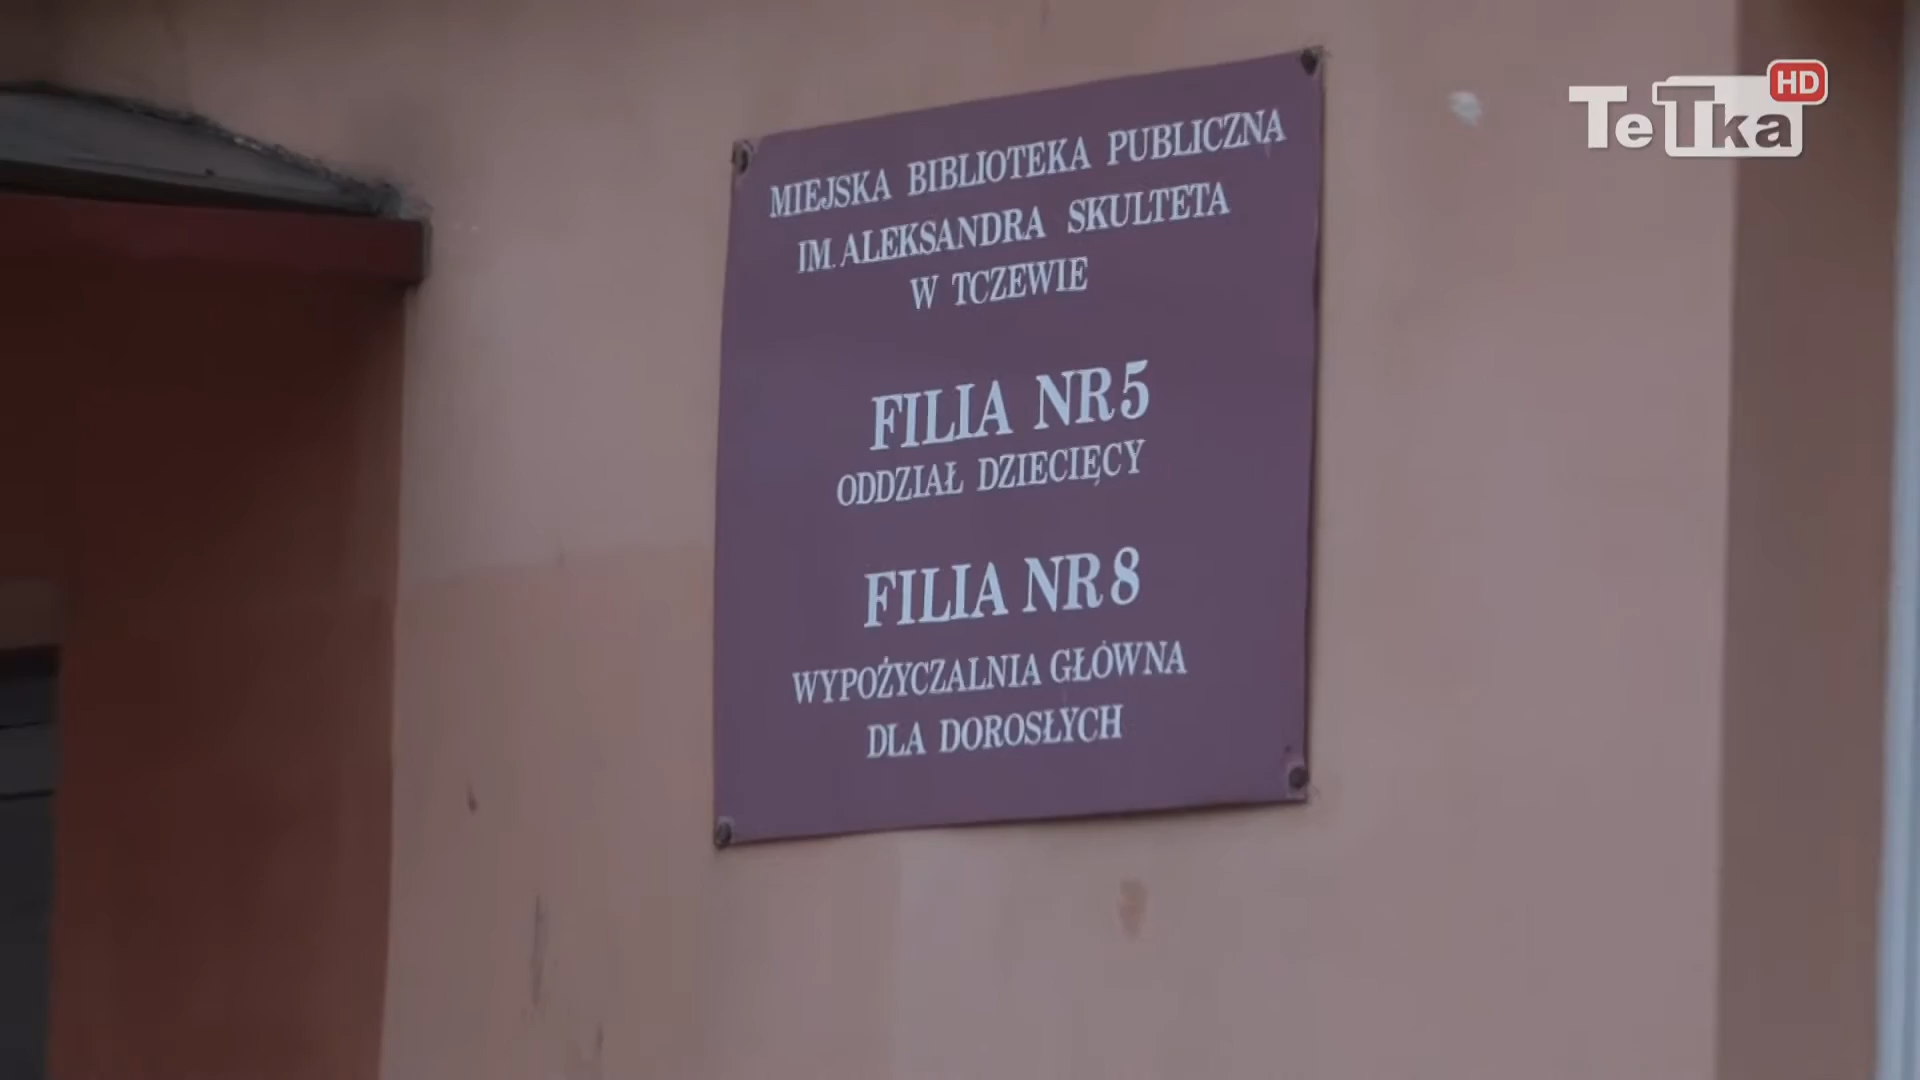 TeTka HD
MIEJSKA BIBLIOTEKA PUBLICZNA
IM. ALEKSANDRA SKULTETA
W TCZEWIE
FILIA NR 5
ODDZIAŁ DZIECIĘCY
FILIA NR 8
WYPOŻYCZALNIA GŁÓWNA
DLA DOROSŁYCH